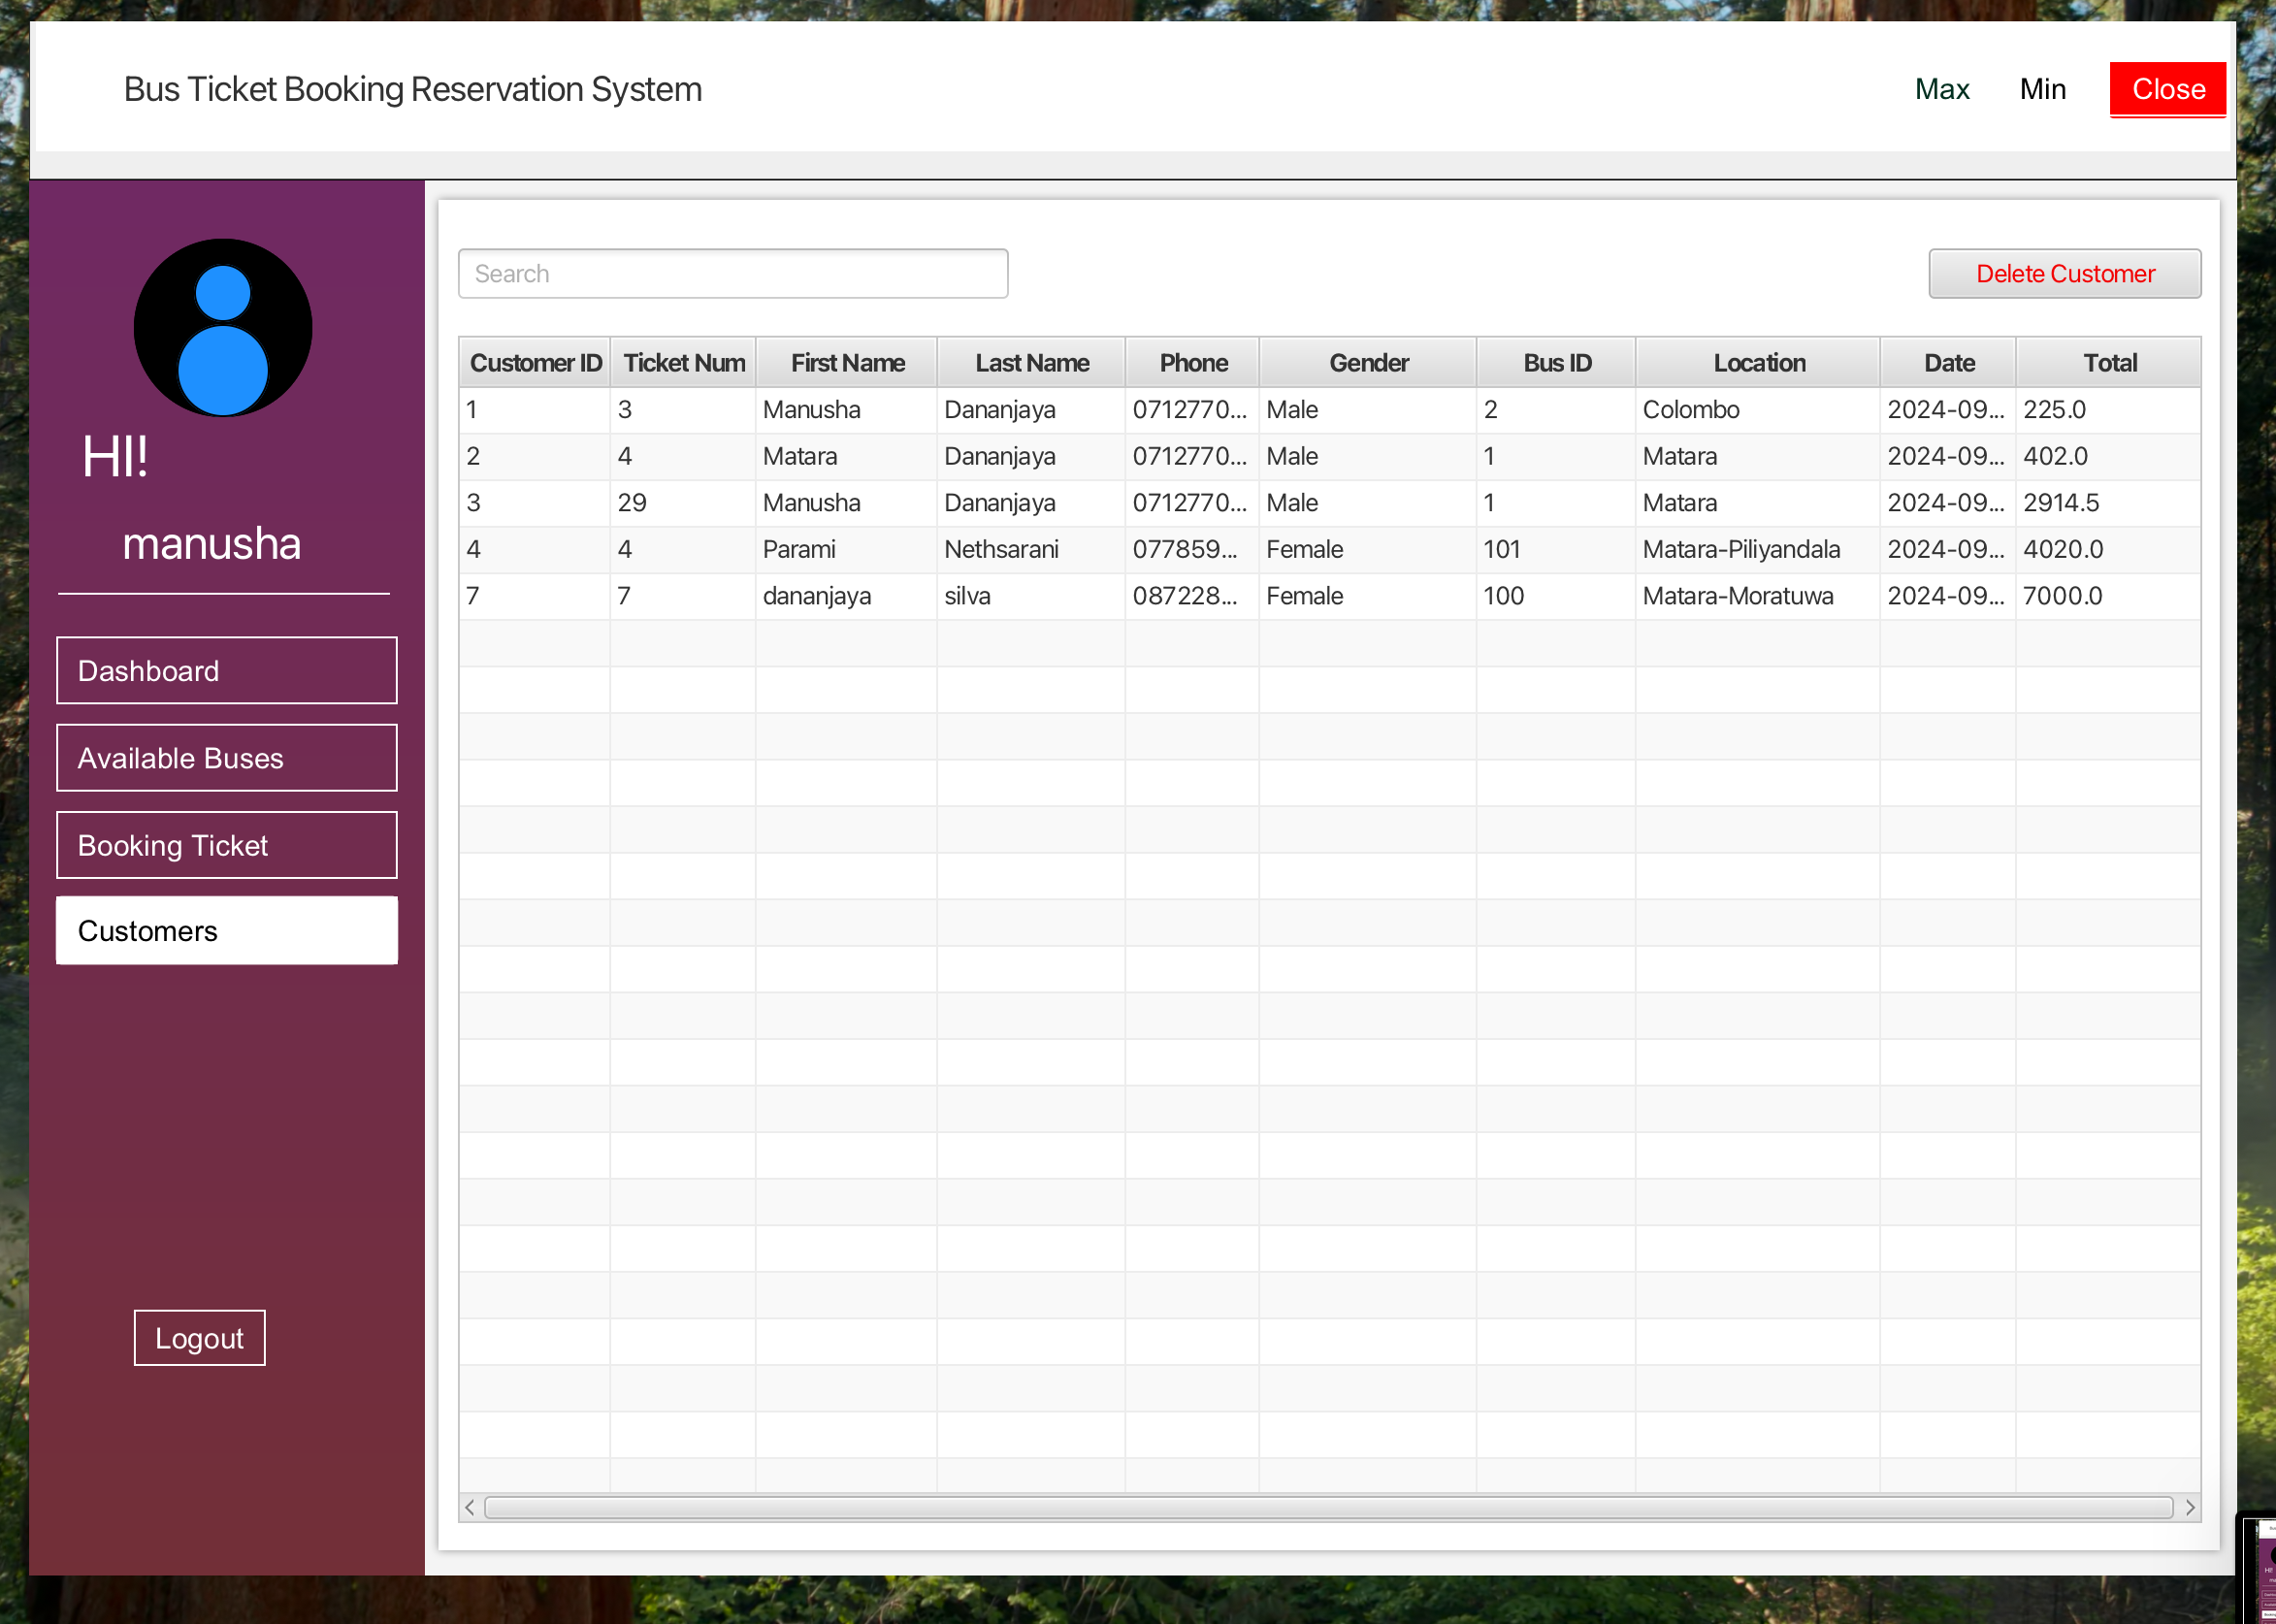 Bus Ticket Booking Reservation System Max Min Close
HI!
manusha
Dashboard
Available Buses
Booking Ticket
Customers
Logout
Search Delete Customer
Customer ID Ticket Num First Name Last Name Phone Gender Bus ID Location Date Total
1 3 Manusha Dananjaya 0712770... Male 2 Colombo 2024-09... 225.0
2 4 Matara Dananjaya 0712770... Male 1 Matara 2024-09... 402.0
3 29 Manusha Dananjaya 0712770... Male 1 Matara 2024-09... 2914.5
4 4 Parami Nethsarani 077859... Female 101 Matara-Piliyandala 2024-09... 4020.0
7 7 dananjaya silva 087228... Female 100 Matara-Moratuwa 2024-09... 7000.0